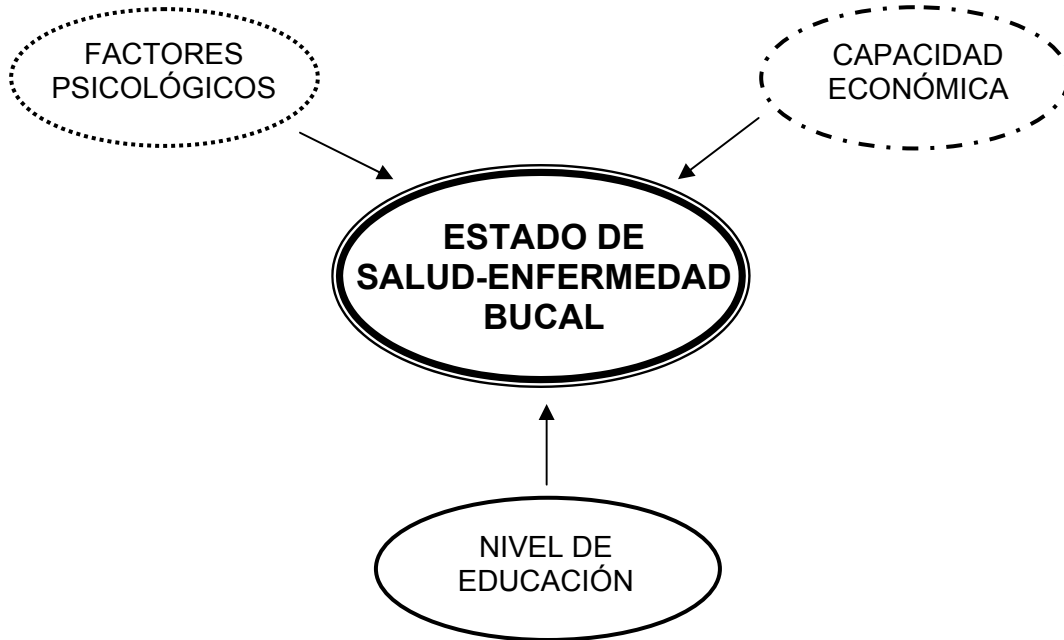 FACTORES
PSICOLÓGICOS
CAPACIDAD
ECONÓMICA
ESTADO DE
SALUD-ENFERMEDAD
BUCAL
NIVEL DE
EDUCACIÓN